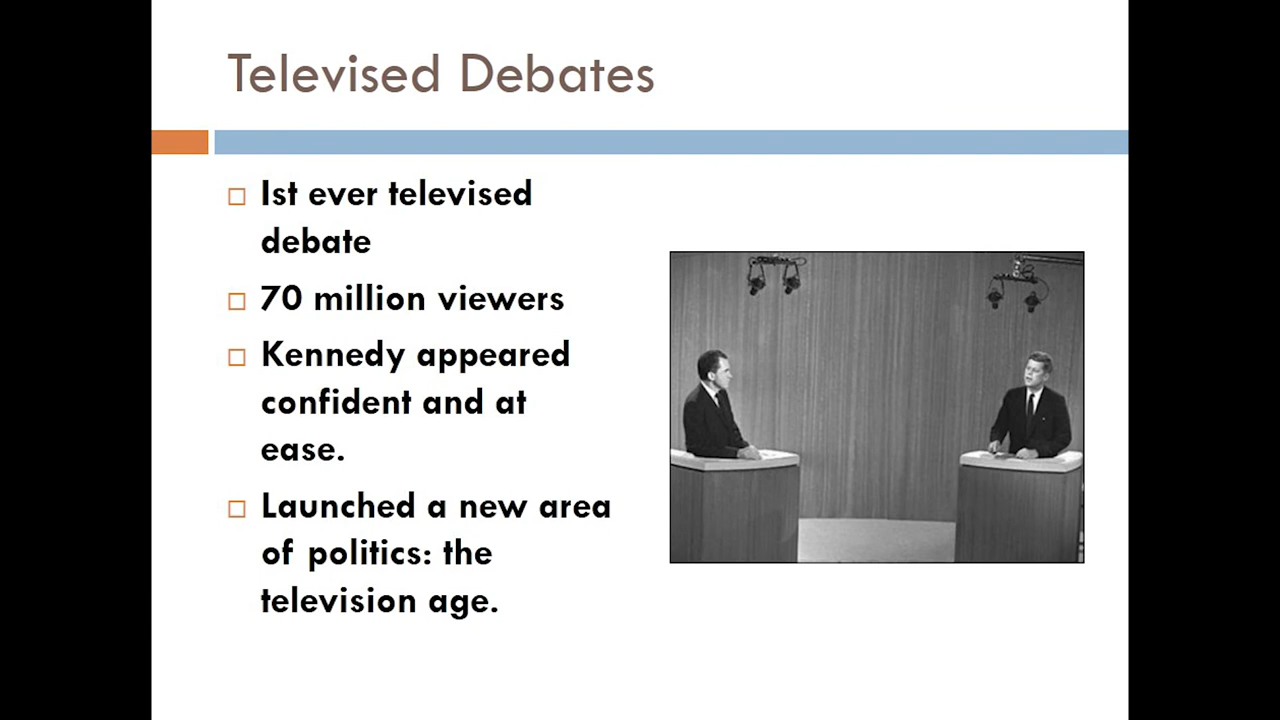 Televised Debates
1st ever televised
debate
70 million viewers
Kennedy appeared
confident and at
ease.
Launched a new area
of politics: the
television age.